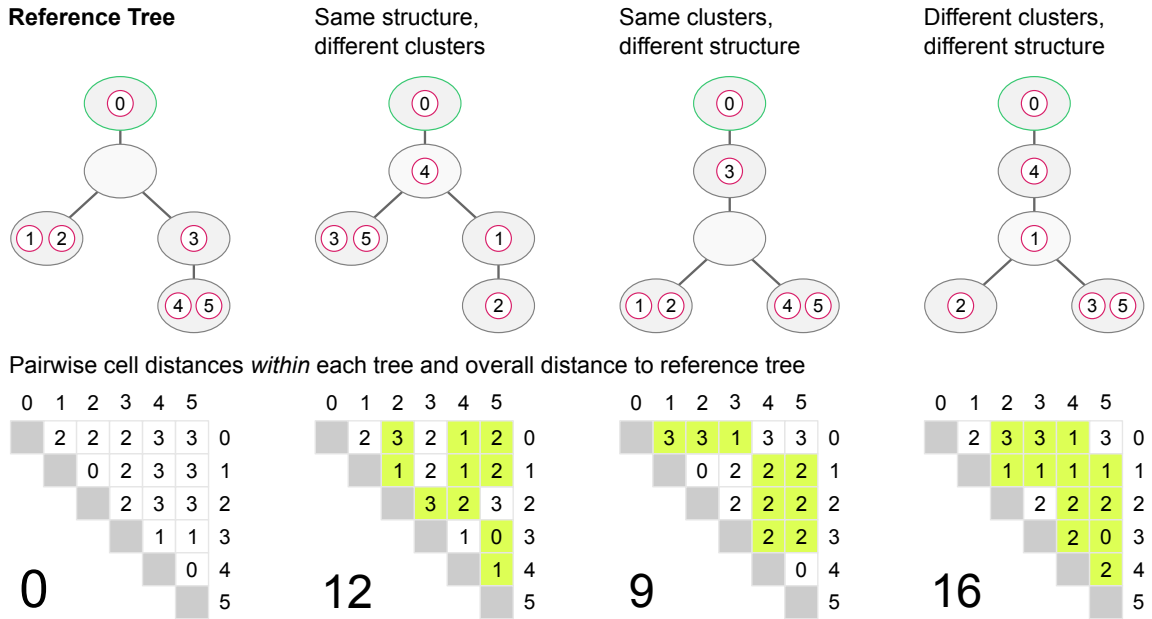 Reference Tree
Same structure,
different clusters
Same clusters,
different structure
Different clusters,
different structure
0
1 2
3
4 5
0
4
3 5
1
2
0
3
1 2
4 5
0
4
1
2
3 5
Pairwise cell distances within each tree and overall distance to reference tree
0 1 2 3 4 5
2 2 2 3 3 0
0 2 3 3 1
2 3 3 2
1 1 3
0 4
5
0
0 1 2 3 4 5
2 3 2 1 2 0
1 2 1 2 1
3 2 3 2
1 0 3
1 4
5
12
0 1 2 3 4 5
3 3 1 3 3 0
0 2 2 2 1
2 2 2 2
2 2 3
0 4
5
9
0 1 2 3 4 5
2 3 3 1 3 0
1 1 1 1 1
2 2 2 2
2 0 3
2 4
5
16